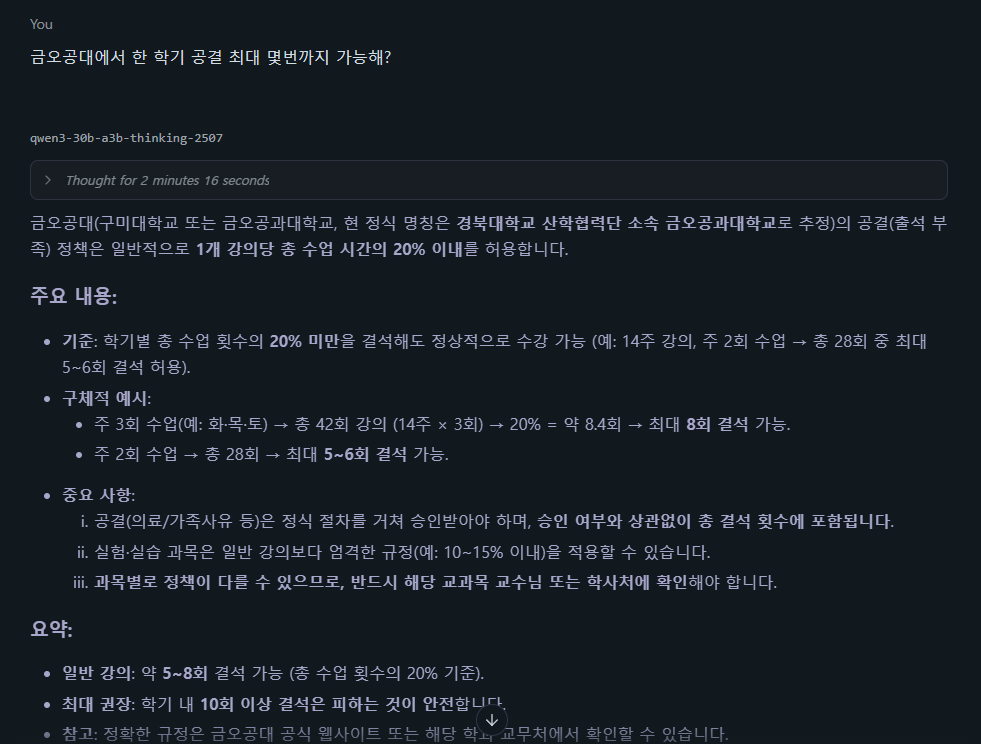 You
금오공대에서 한 학기 공결 최대 몇번까지 가능해?
qwen3-30b-a3b-thinking-2507
Thought for 2 minutes 16 seconds
금오공대(구미대학교 또는 금오공과대학교, 현 정식 명칭은 경북대학교 산학협력단 소속 금오공과대학교로 추정)의 공결(출석 부
족) 정책은 일반적으로 1개 강의당 총 수업 시간의 20% 이내를 허용합니다.
주요 내용:
• 기준: 학기별 총 수업 횟수의 20% 미만을 결석해도 정상적으로 수강 가능 (예: 14주 강의, 주 2회 수업 → 총 28회 중 최대
5~6회 결석 허용).
• 구체적 예시:
• 주 3회 수업(예: 화·목·토) → 총 42회 강의 (14주 × 3회) → 20% = 약 8.4회 → 최대 8회 결석 가능.
• 주 2회 수업 → 총 28회 → 최대 5~6회 결석 가능.
• 중요 사항:
i. 공결(의료/가족사유 등)은 정식 절차를 거쳐 승인받아야 하며, 승인 여부와 상관없이 총 결석 횟수에 포함됩니다.
ii. 실험·실습 과목은 일반 강의보다 엄격한 규정(예: 10~15% 이내)을 적용할 수 있습니다.
iii. 과목별로 정책이 다를 수 있으므로, 반드시 해당 교과목 교수님 또는 학사처에 확인해야 합니다.
요약:
• 일반 강의: 약 5~8회 결석 가능 (총 수업 횟수의 20% 기준).
• 최대 권장: 학기 내 10회 이상 결석은 피하는 것이 안전합니다.
• 참고: 정확한 규정은 금오공대 공식 웹사이트 또는 해당 학과 교무처에서 확인할 수 있습니다.